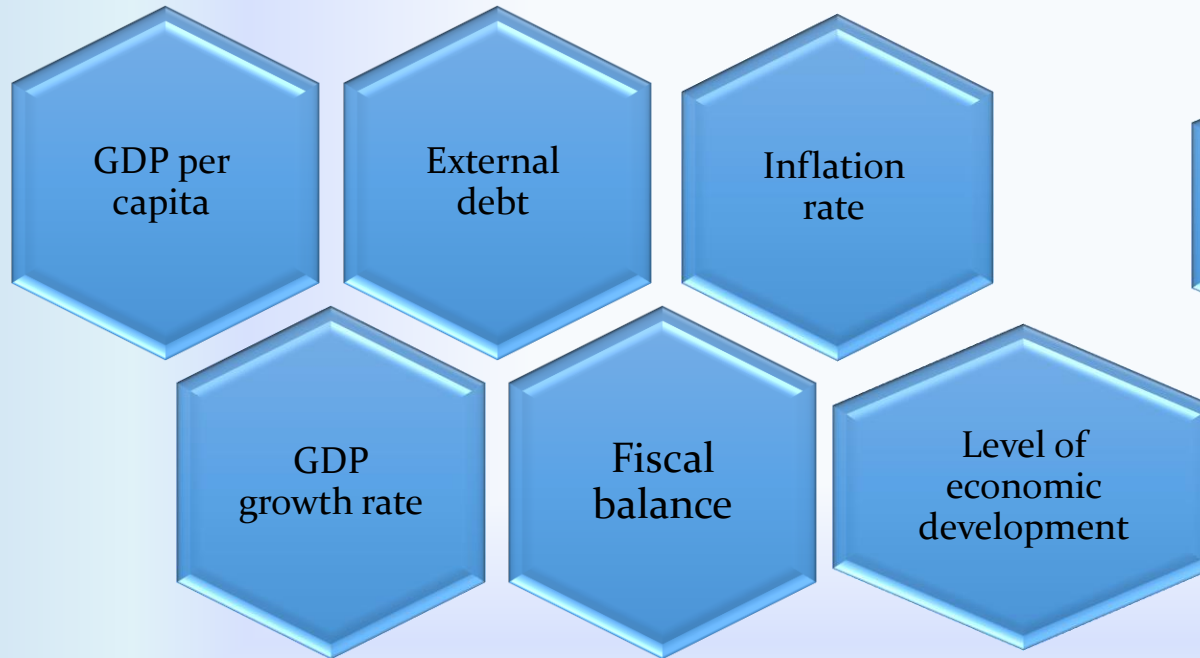 GDP per
capita
External
debt
Inflation
rate
GDP
growth rate
Fiscal
balance
Level of
economic
development